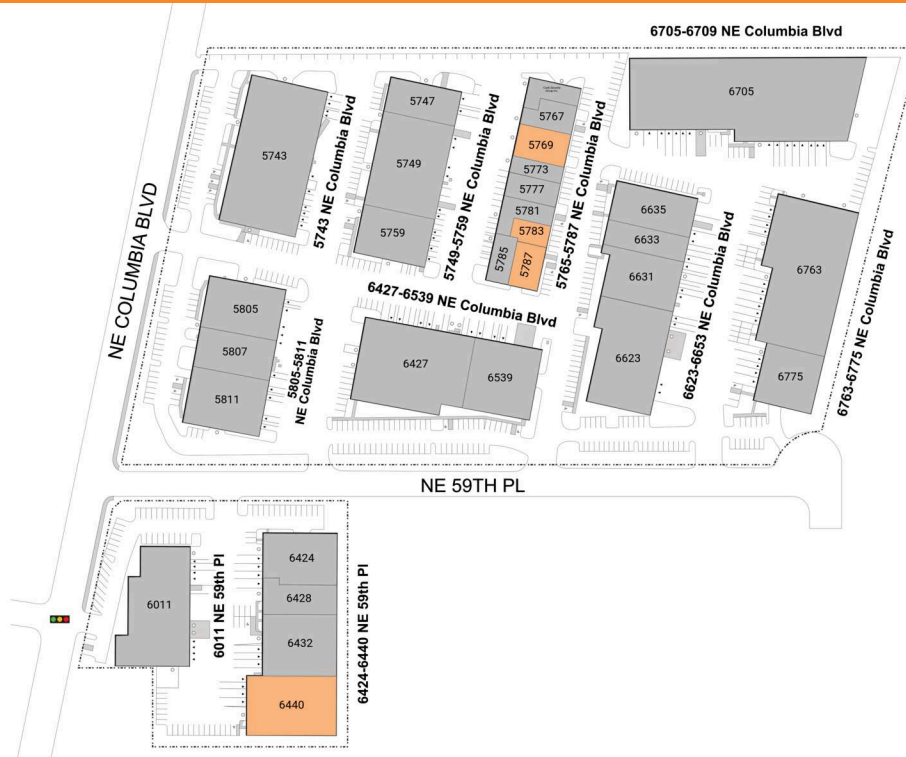 6705-6709 NE Columbia Blvd
6705
5743
5743 NE Columbia Blvd
5747
5749
5759
5749-5759 NE Columbia Blvd
5767
5769
5773
5777
5781
5783
5785
5787
5765-5787 NE Columbia Blvd
6635
6633
6631
6623
6623-6653 NE Columbia Blvd
6763
6775
6763-6775 NE Columbia Blvd
NE COLUMBIA BLVD
5805
5807
5811
5805-5811
NE Columbia Blvd
6427-6539 NE Columbia Blvd
6427
6539
NE 59TH PL
6011
6011 NE 59th Pl
6424
6428
6432
6440
6424-6440 NE 59th Pl